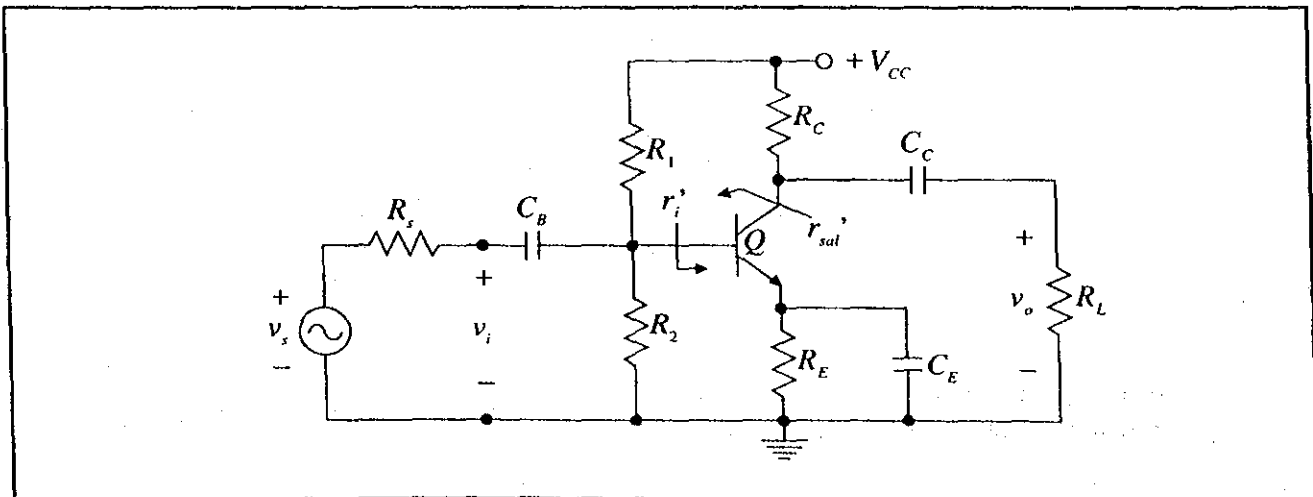 + V_CC
R_C
C_C
R_1
r_i'
R_s
C_B
r_sal'
Q
+
+
+
v_s
v_i
R_2
v_o
R_L
R_E
C_E
−
−
−